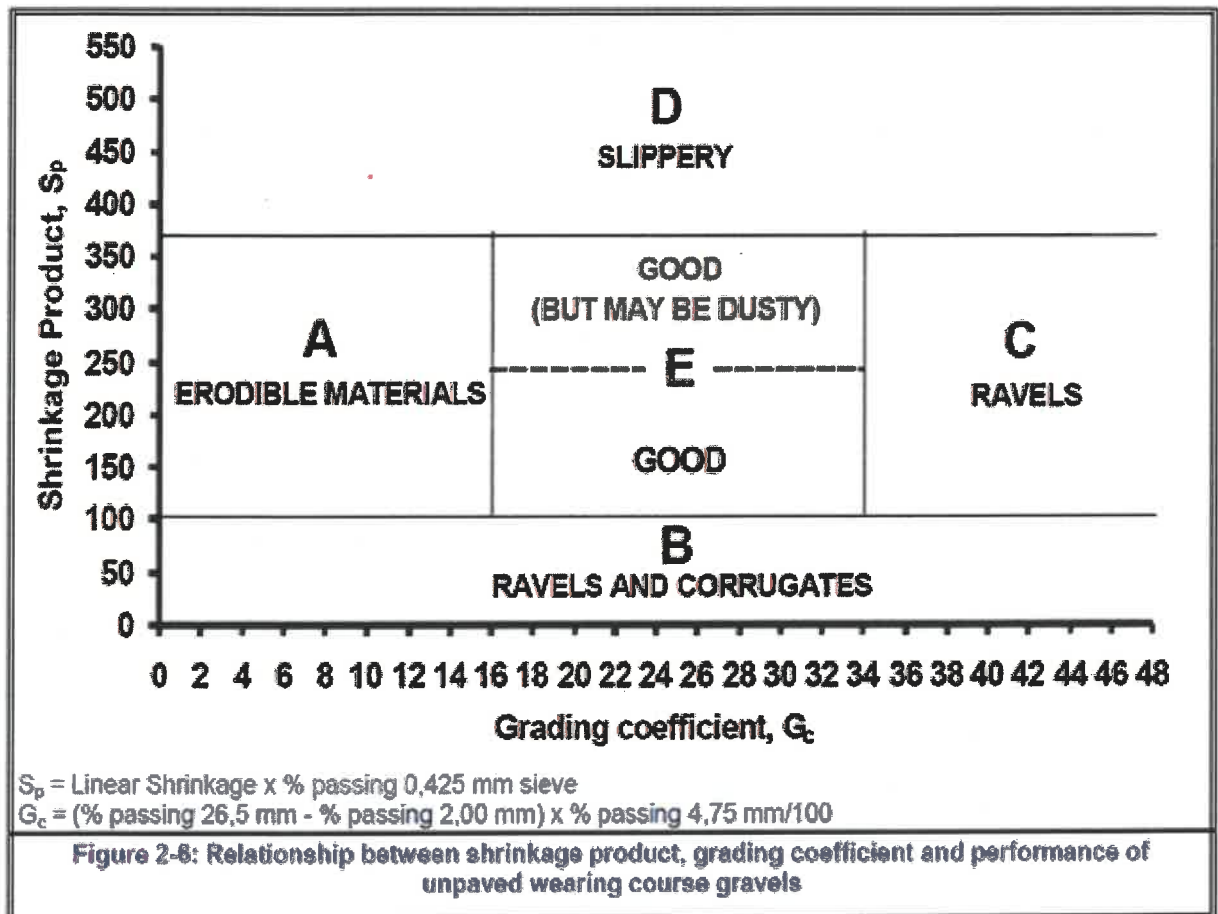 550
500
450
400
350
300
250
200
150
100
50
0
Shrinkage Product, Sp
D
SLIPPERY
GOOD
(BUT MAY BE DUSTY)
A
ERODIBLE MATERIALS
E
GOOD
C
RAVELS
B
RAVELS AND CORRUGATES
0 2 4 6 8 10 12 14 16 18 20 22 24 26 28 30 32 34 36 38 40 42 44 46 48
Grading coefficient, Gc
Sp = Linear Shrinkage x % passing 0,425 mm sieve
Gc = (% passing 26,5 mm - % passing 2,00 mm) x % passing 4,75 mm/100
Figure 2-6: Relationship between shrinkage product, grading coefficient and performance of
unpaved wearing course gravels